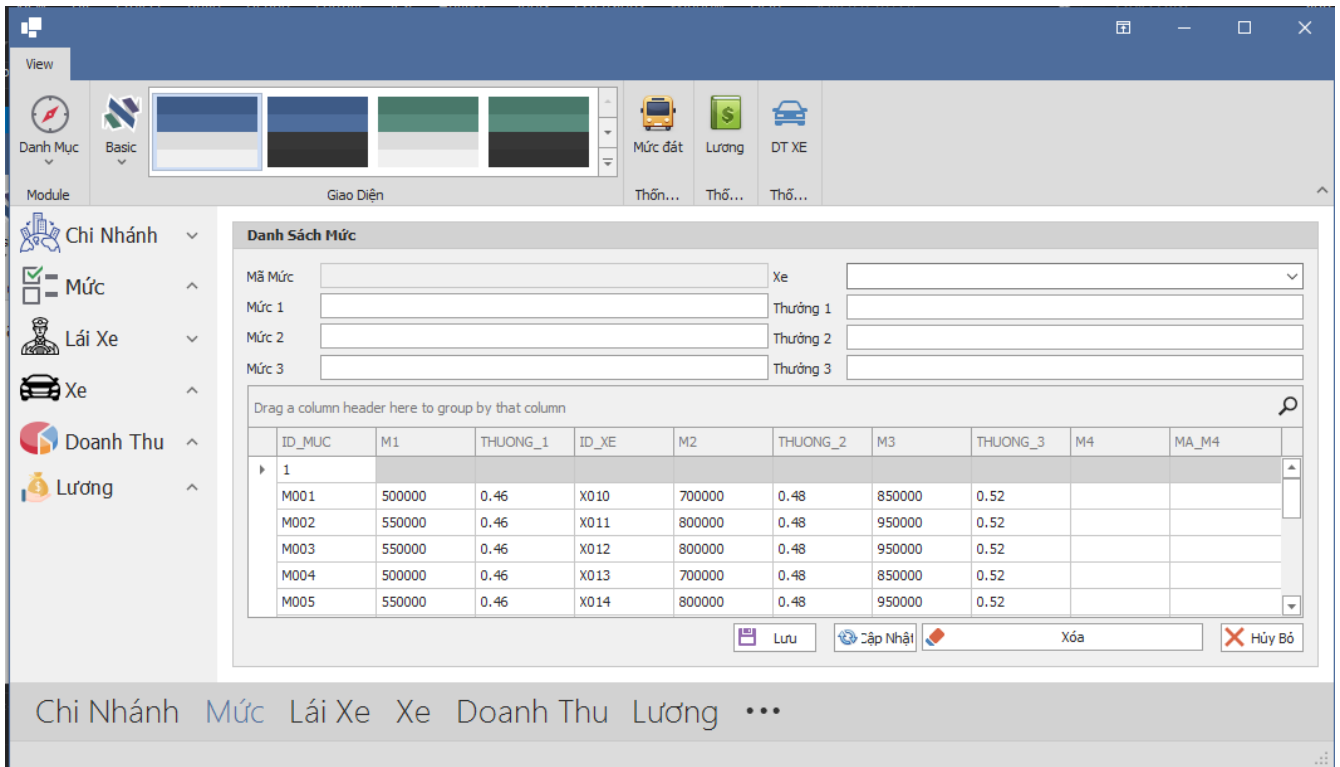 View
Danh Mục
Basic
Mức đát
Lương
DT XE
Module
Giao Diện
Thốn...
Thố...
Thố...
Chi Nhánh
Mức
Lái Xe
Xe
Doanh Thu
Lương
Danh Sách Mức
Mã Mức
Xe
Mức 1
Thưởng 1
Mức 2
Thưởng 2
Mức 3
Thưởng 3
Drag a column header here to group by that column
ID_MUC M1 THUONG_1 ID_XE M2 THUONG_2 M3 THUONG_3 M4 MA_M4
1
M001 500000 0.46 X010 700000 0.48 850000 0.52
M002 550000 0.46 X011 800000 0.48 950000 0.52
M003 550000 0.46 X012 800000 0.48 950000 0.52
M004 500000 0.46 X013 700000 0.48 850000 0.52
M005 550000 0.46 X014 800000 0.48 950000 0.52
Lưu Cập Nhật Xóa Hủy Bỏ
Chi Nhánh Mức Lái Xe Xe Doanh Thu Lương •••